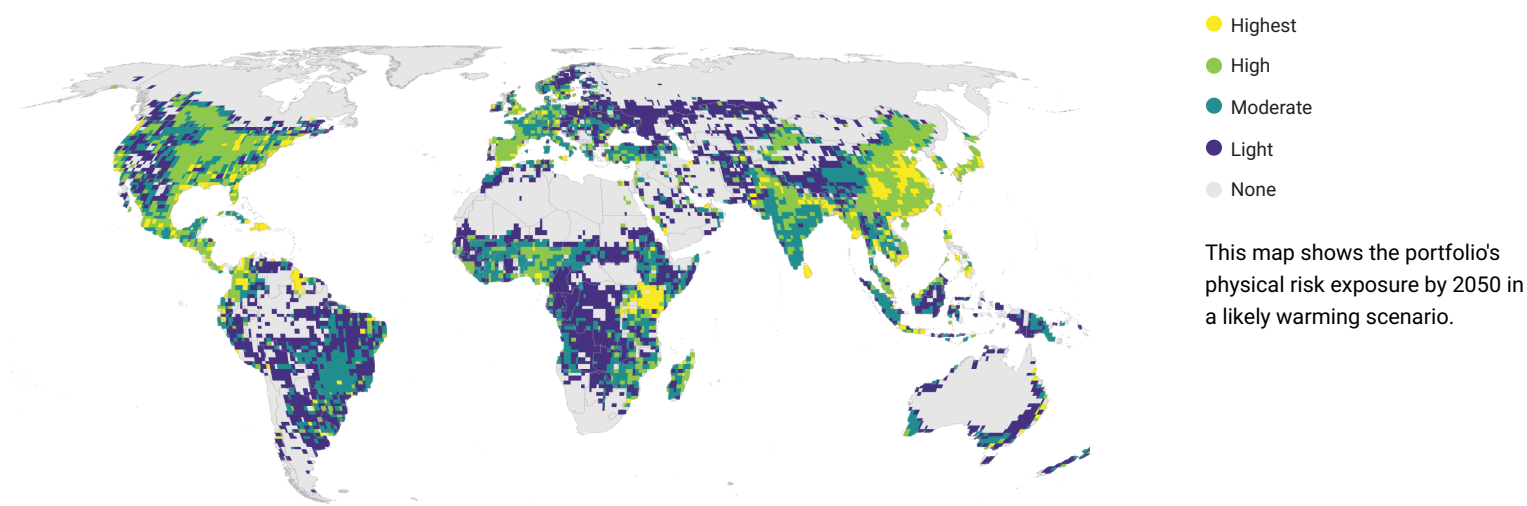 Highest
High
Moderate
Light
None
This map shows the portfolio's
physical risk exposure by 2050 in
a likely warming scenario.